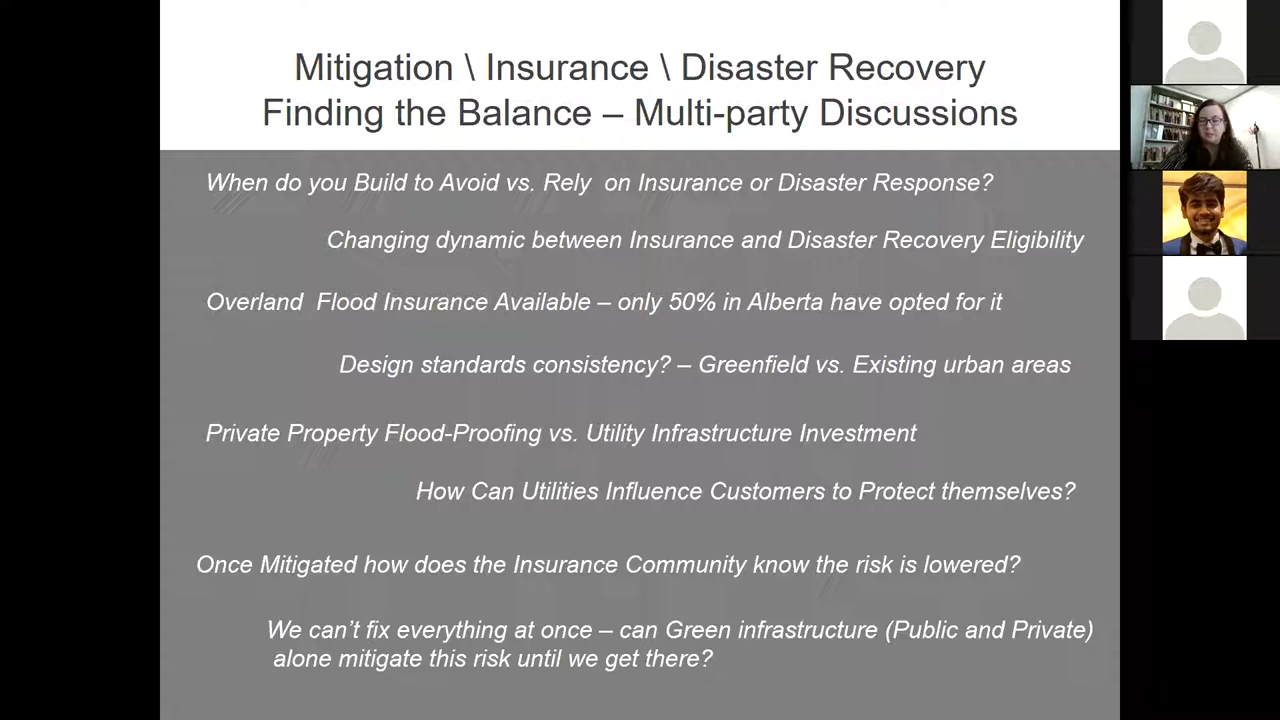 Mitigation \ Insurance \ Disaster Recovery
Finding the Balance – Multi-party Discussions
When do you Build to Avoid vs. Rely on Insurance or Disaster Response?
Changing dynamic between Insurance and Disaster Recovery Eligibility
Overland Flood Insurance Available – only 50% in Alberta have opted for it
Design standards consistency? – Greenfield vs. Existing urban areas
Private Property Flood-Proofing vs. Utility Infrastructure Investment
How Can Utilities Influence Customers to Protect themselves?
Once Mitigated how does the Insurance Community know the risk is lowered?
We can’t fix everything at once – can Green infrastructure (Public and Private)
alone mitigate this risk until we get there?